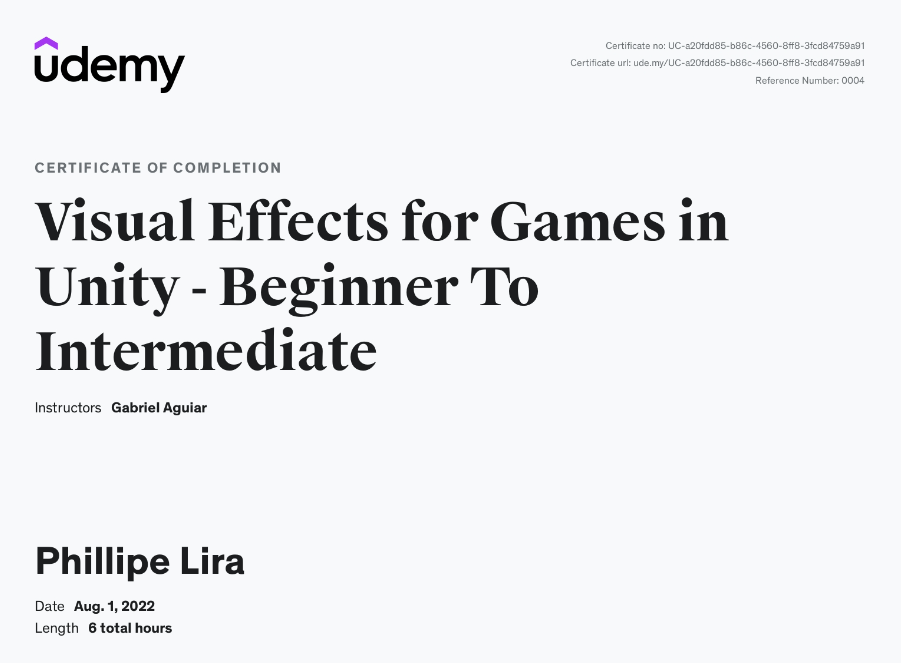 udemy
Certificate no: UC-a20fdd85-b86c-4560-8ff8-3fcd84759a91
Certificate url: ude.my/UC-a20fdd85-b86c-4560-8ff8-3fcd84759a91
Reference Number: 0004
CERTIFICATE OF COMPLETION
Visual Effects for Games in
Unity - Beginner To
Intermediate
Instructors Gabriel Aguiar
Phillipe Lira
Date Aug. 1, 2022
Length 6 total hours